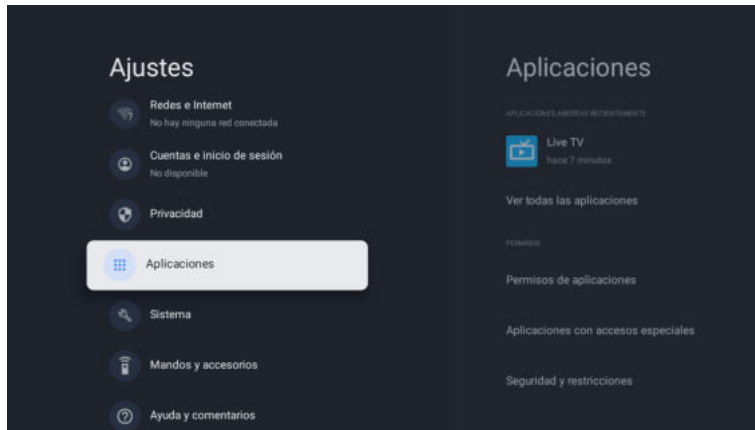 Ajustes
Redes e Internet
No hay ninguna red conectada
Cuentas e inicio de sesión
No disponible
Privacidad
Aplicaciones
Sistema
Mandos y accesorios
Ayuda y comentarios
Aplicaciones
APLICACIONES ABIERTAS RECIENTEMENTE
Live TV
hace 7 minutos
Ver todas las aplicaciones
PERMISOS
Permisos de aplicaciones
Aplicaciones con accesos especiales
Seguridad y restricciones